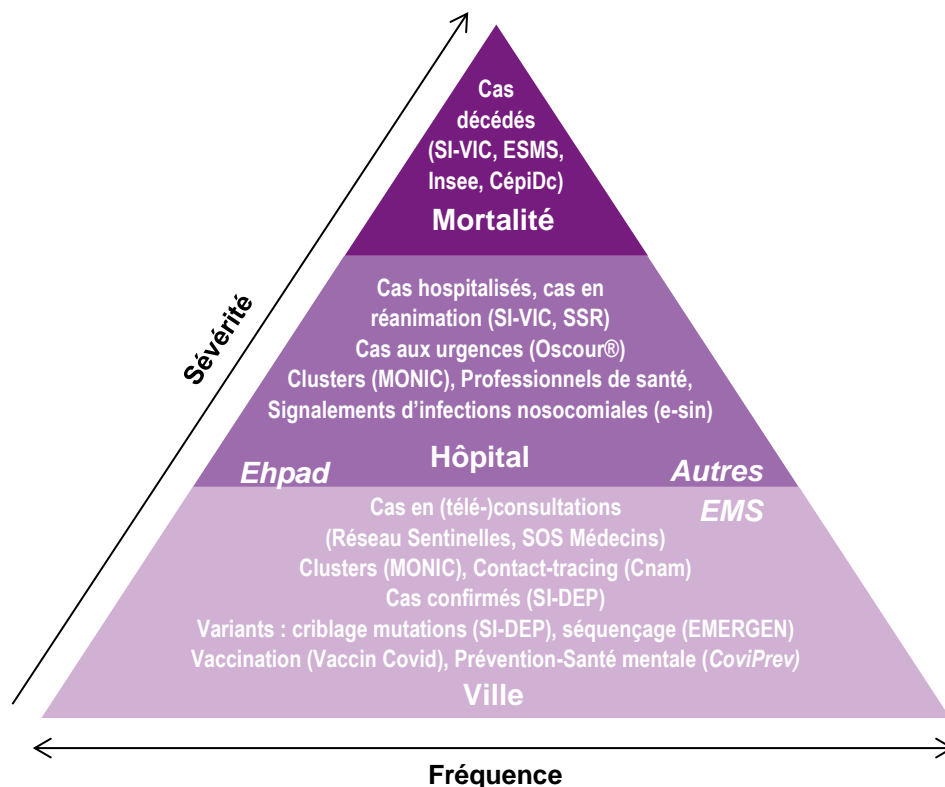 Cas
décédés
(SI-VIC, ESMS,
Insee, CépiDc)
Mortalité
Sévérité
Cas hospitalisés, cas en
réanimation (SI-VIC, SSR)
Cas aux urgences (Oscour®)
Clusters (MONIC), Professionnels de santé,
Signalements d’infections nosocomiales (e-sin)
Hôpital
Ehpad
Autres
EMS
Cas en (télé-)consultations
(Réseau Sentinelles, SOS Médecins)
Clusters (MONIC), Contact-tracing (Cnam)
Cas confirmés (SI-DEP)
Variants : criblage mutations (SI-DEP), séquençage (EMERGEN)
Vaccination (Vaccin Covid), Prévention-Santé mentale (CoviPrev)
Ville
Fréquence